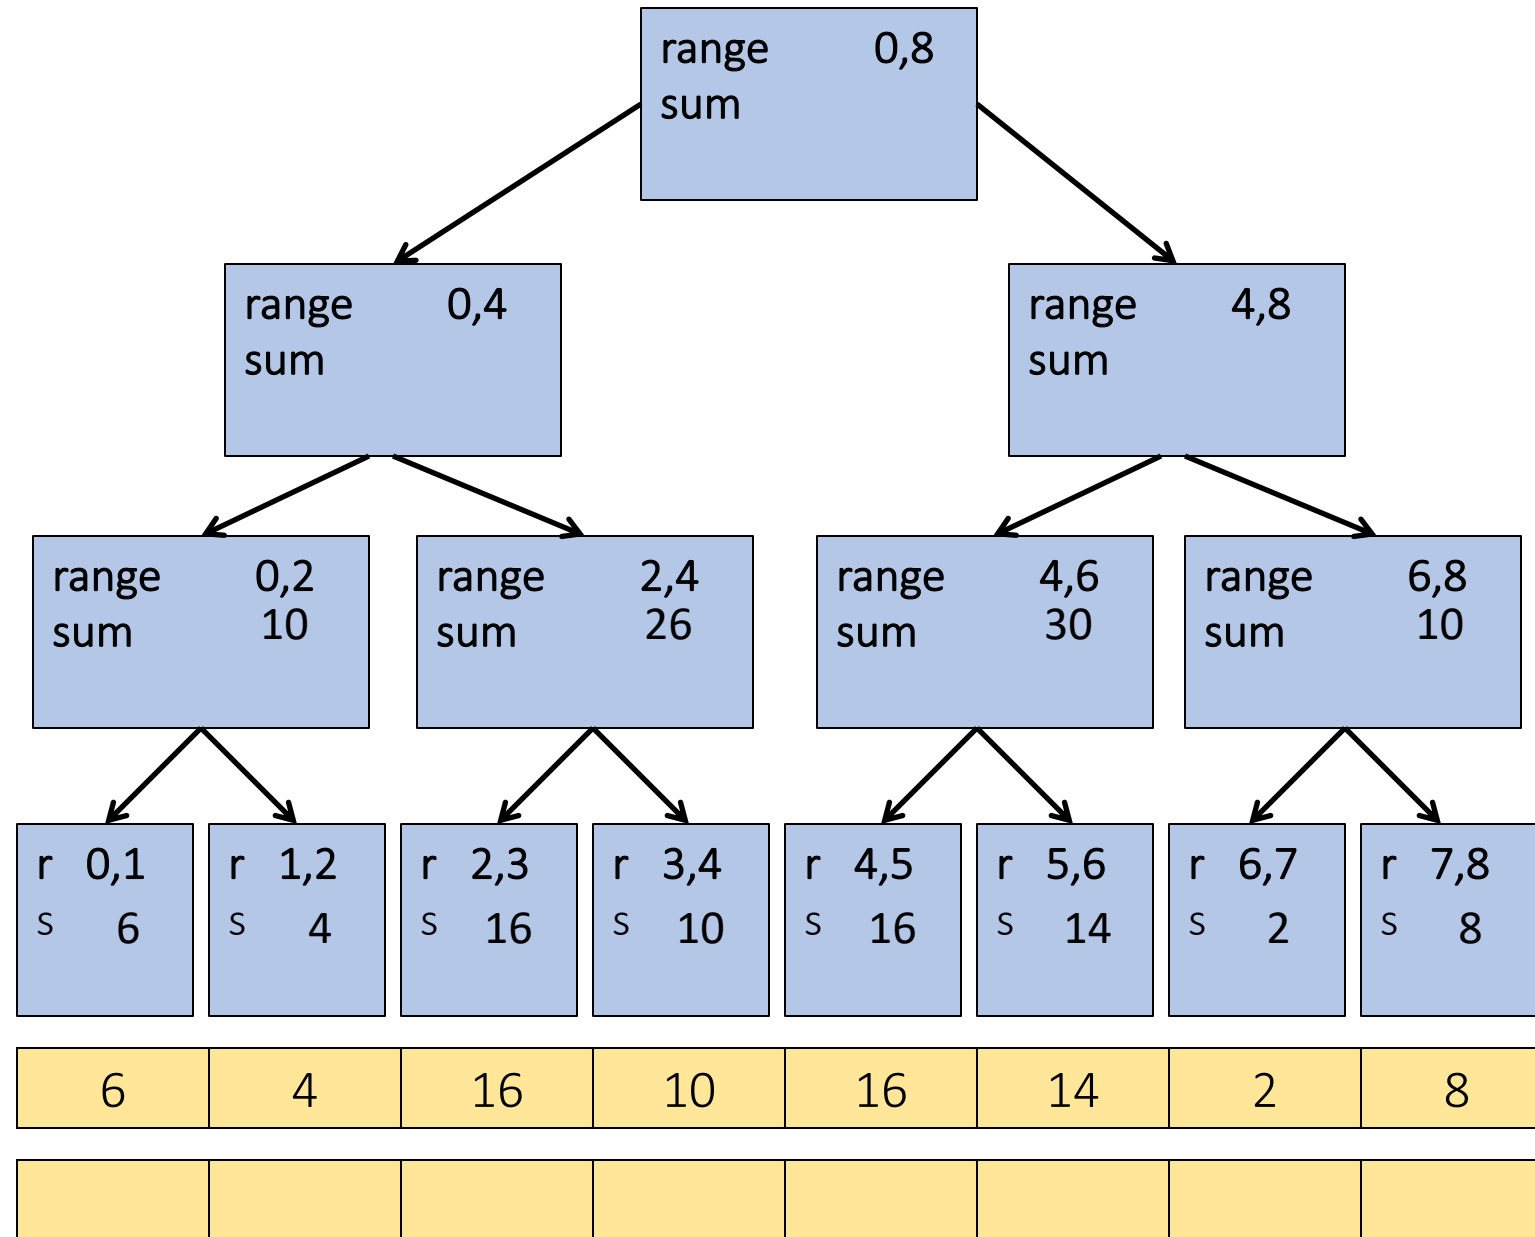 range 0,8
sum
range 0,4
sum
range 4,8
sum
range 0,2
sum 10
range 2,4
sum 26
range 4,6
sum 30
range 6,8
sum 10
r 0,1
s 6
r 1,2
s 4
r 2,3
s 16
r 3,4
s 10
r 4,5
s 16
r 5,6
s 14
r 6,7
s 2
r 7,8
s 8
6 4 16 10 16 14 2 8